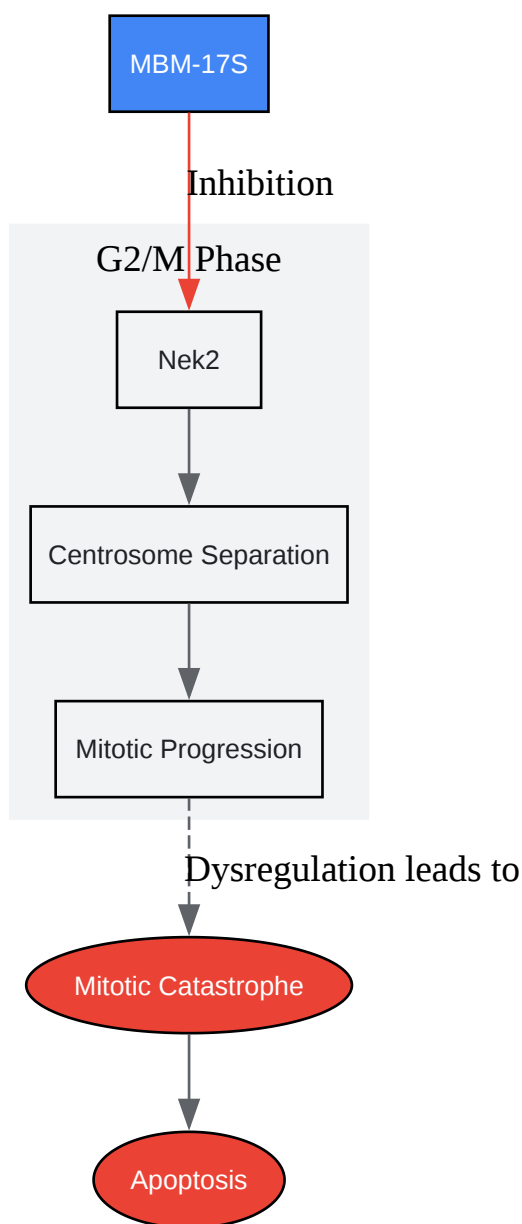 MBM-17S
Inhibition
G2/M Phase
Nek2
Centrosome Separation
Mitotic Progression
Dysregulation leads to
Mitotic Catastrophe
Apoptosis